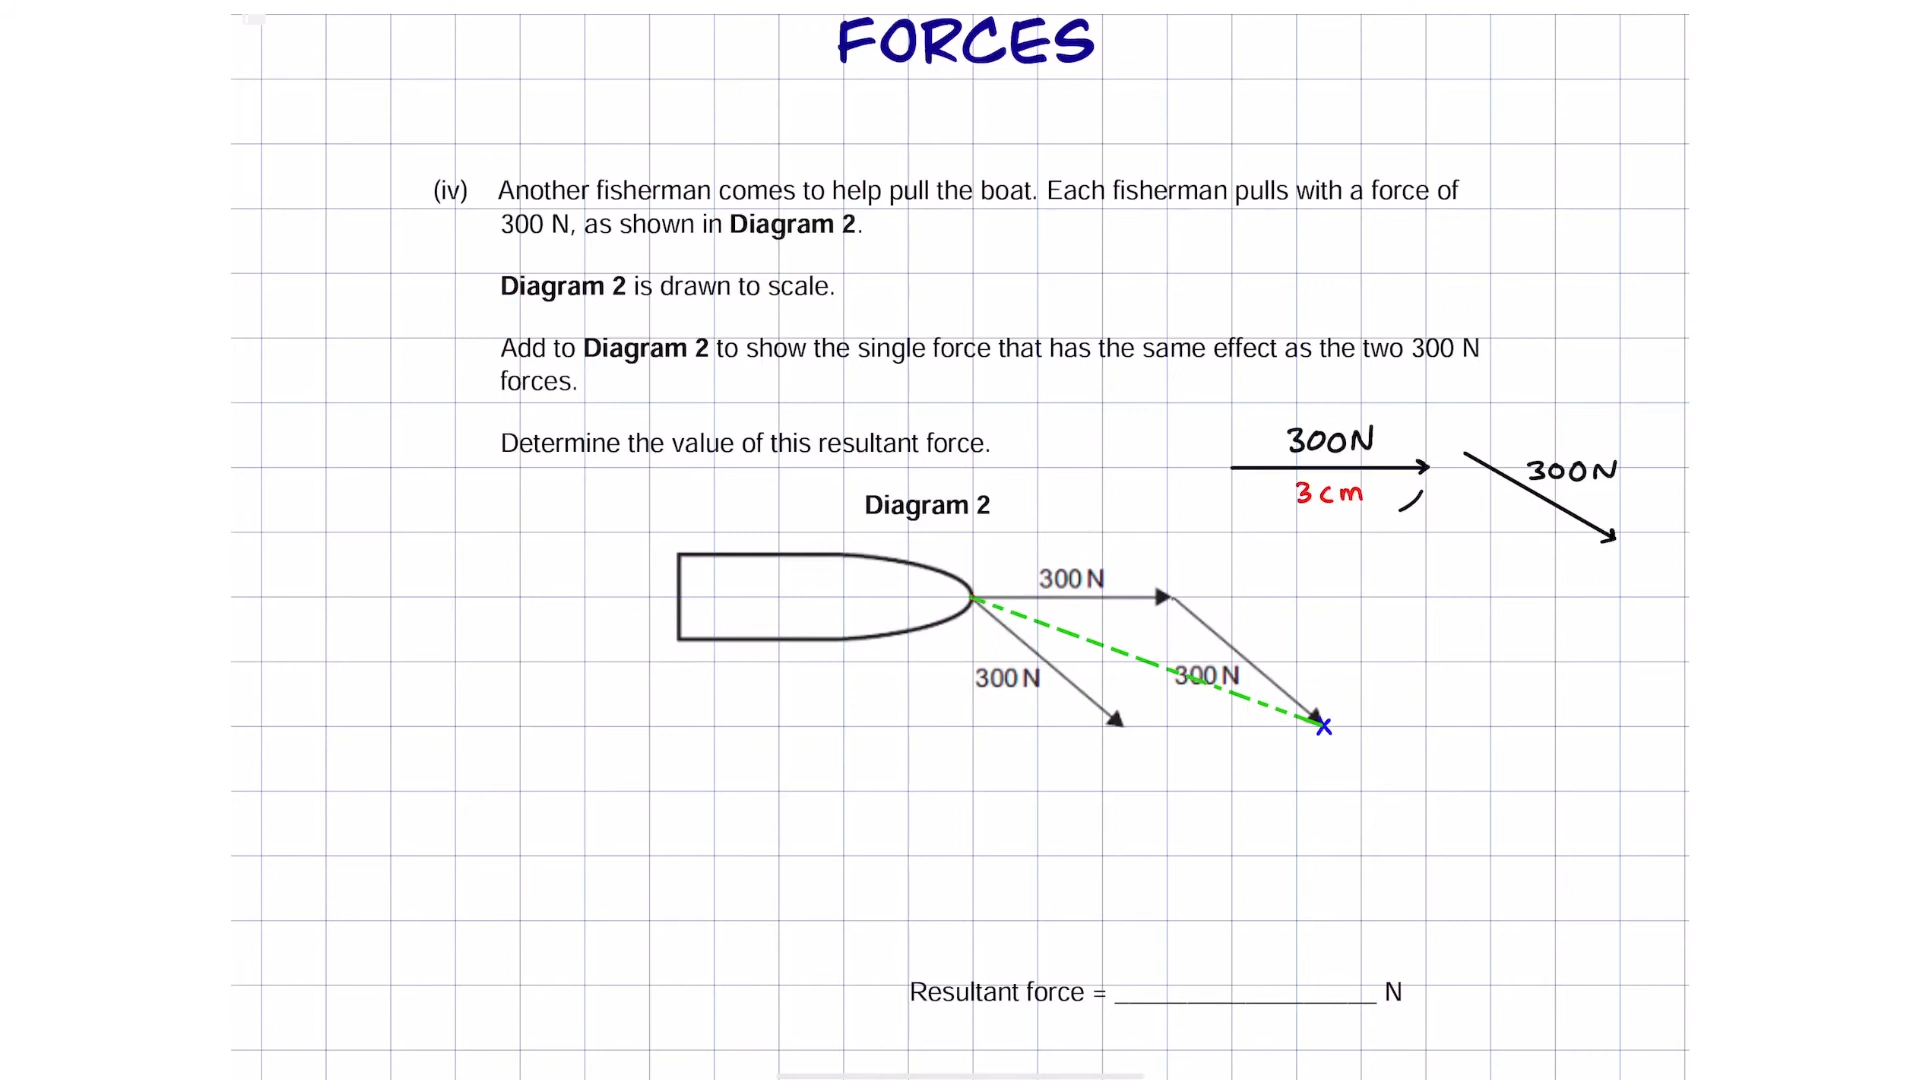 FORCES
(iv) Another fisherman comes to help pull the boat. Each fisherman pulls with a force of
300 N, as shown in Diagram 2.
Diagram 2 is drawn to scale.
Add to Diagram 2 to show the single force that has the same effect as the two 300 N
forces.
Determine the value of this resultant force.
300N
3cm
300N
Diagram 2
300 N
300 N
300 N
x
Resultant force = ____________________ N